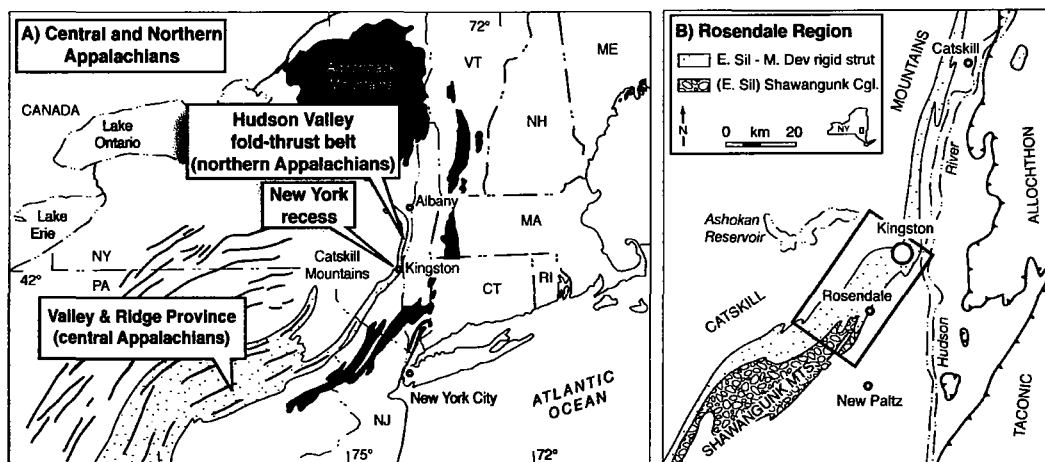 A) Central and Northern
Appalachians
72°
ME
VT
Adirondack
Mountains
CANADA
Lake
Ontario
NH
Hudson Valley
fold-thrust belt
(northern Appalachians)
New York
recess
Albany
MA
Lake
Erie
NY
Catskill
Mountains
Kingston
42°
PA
CT
RI
Valley & Ridge Province
(central Appalachians)
New York City
ATLANTIC
OCEAN
NJ
75°
72°
B) Rosendale Region
E. Sil - M. Dev rigid strut
(E. Sil) Shawangunk Cgl.
N
0 km 20
NY
MOUNTAINS
Catskill
River
ALLOCHTHON
Ashokan
Reservoir
Kingston
Rosendale
CATSKILL
Hudson
SHAWANGUNK MTS.
New Paltz
TACONIC